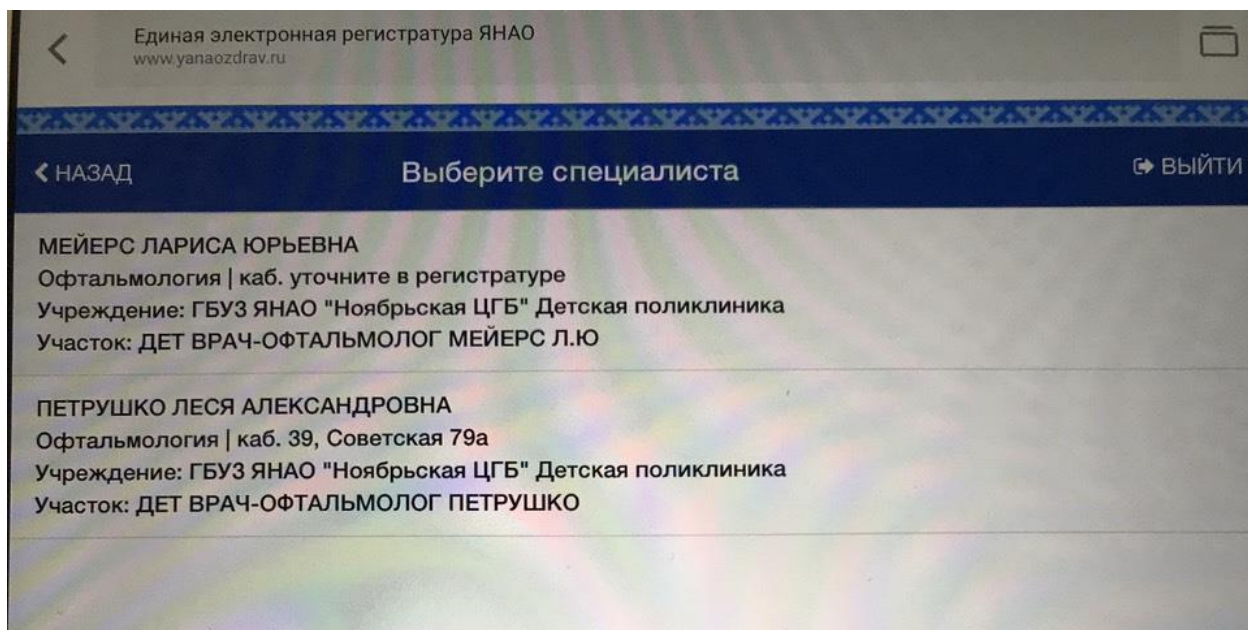 Единая электронная регистратура ЯНАО
www.yanaozdrav.ru
НАЗАД
Выберите специалиста
ВЫЙТИ
МЕЙЕРС ЛАРИСА ЮРЬЕВНА
Офтальмология | каб. уточните в регистратуре
Учреждение: ГБУЗ ЯНАО "Ноябрьская ЦГБ" Детская поликлиника
Участок: ДЕТ ВРАЧ-ОФТАЛЬМОЛОГ МЕЙЕРС Л.Ю
ПЕТРУШКО ЛЕСЯ АЛЕКСАНДРОВНА
Офтальмология | каб. 39, Советская 79а
Учреждение: ГБУЗ ЯНАО "Ноябрьская ЦГБ" Детская поликлиника
Участок: ДЕТ ВРАЧ-ОФТАЛЬМОЛОГ ПЕТРУШКО